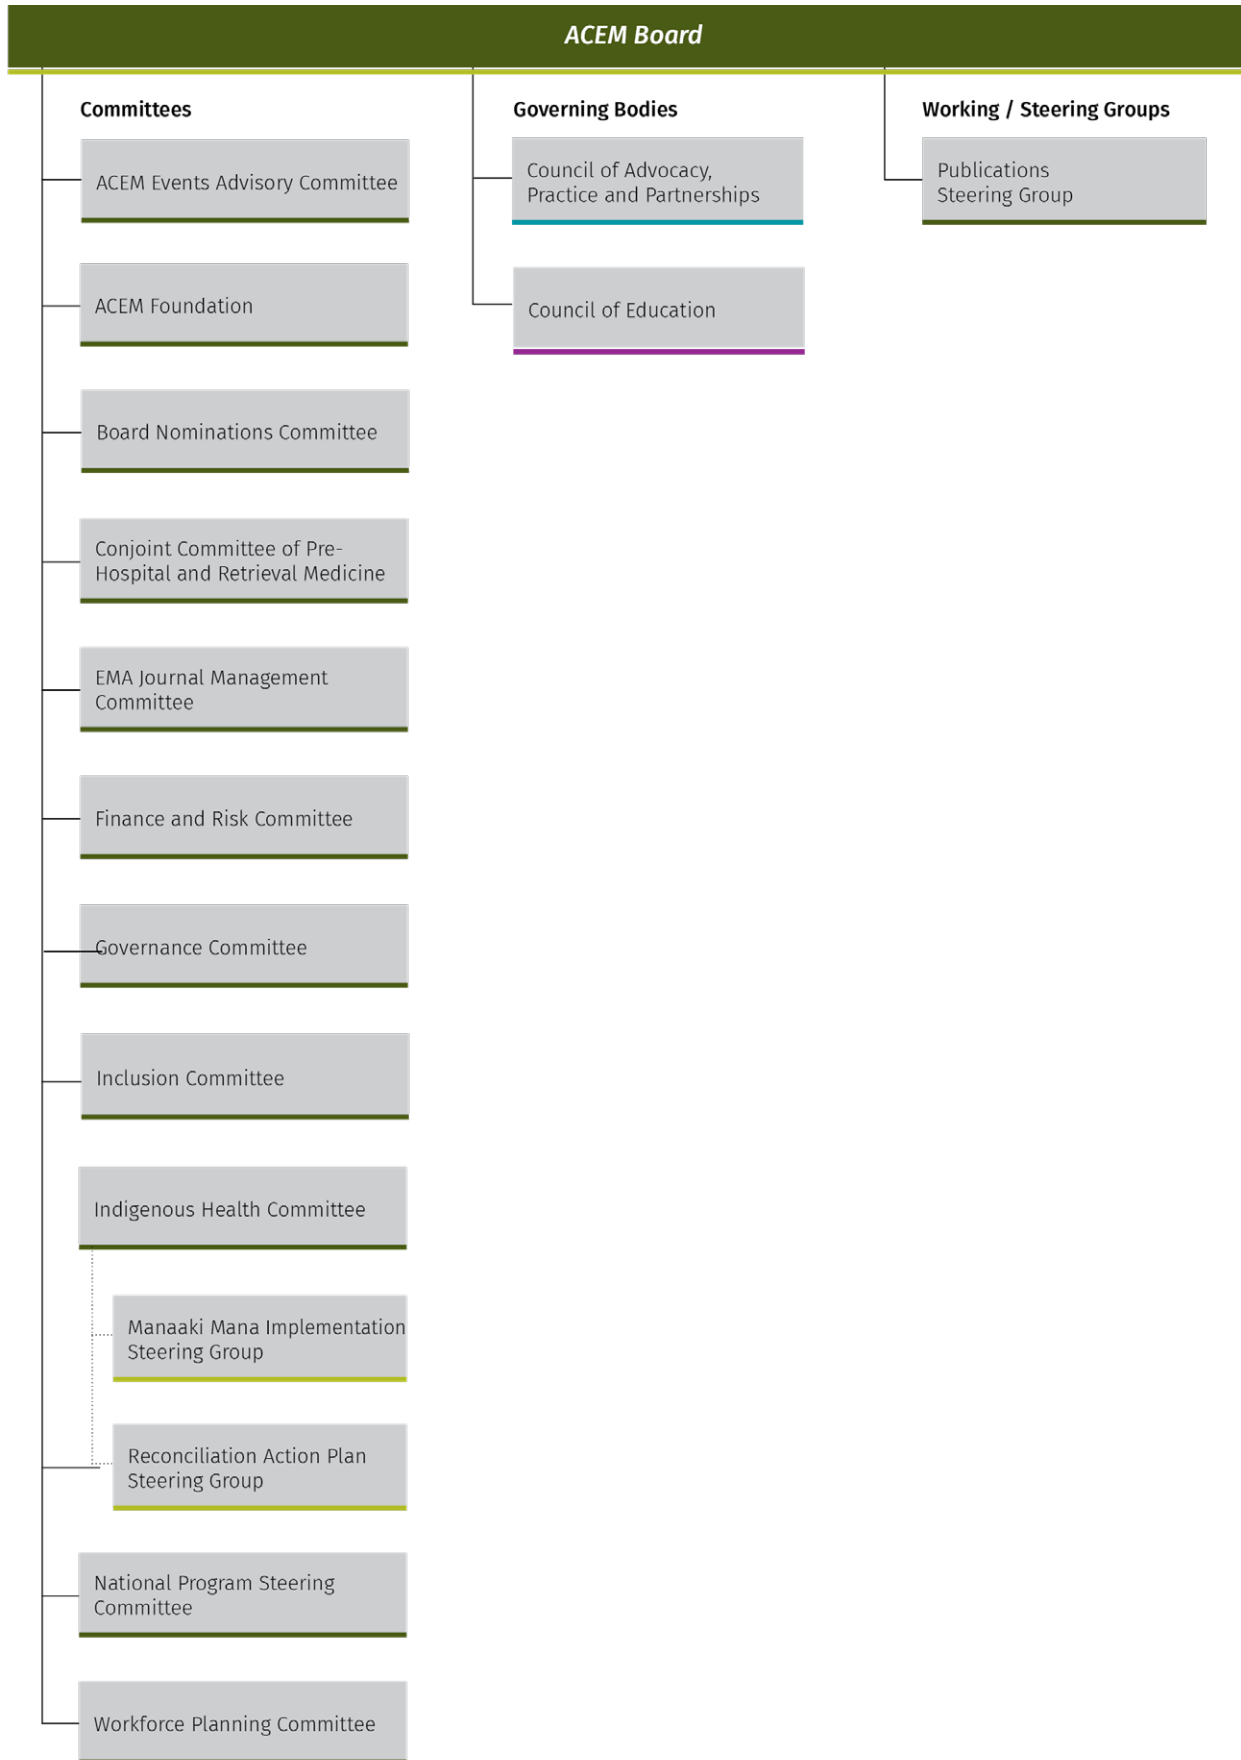 ACEM Board
Committees
ACEM Events Advisory Committee
ACEM Foundation
Board Nominations Committee
Conjoint Committee of Pre-
Hospital and Retrieval Medicine
EMA Journal Management
Committee
Finance and Risk Committee
Governance Committee
Inclusion Committee
Indigenous Health Committee
Manaaki Mana Implementation
Steering Group
Reconciliation Action Plan
Steering Group
National Program Steering
Committee
Workforce Planning Committee
Governing Bodies
Council of Advocacy,
Practice and Partnerships
Council of Education
Working / Steering Groups
Publications
Steering Group